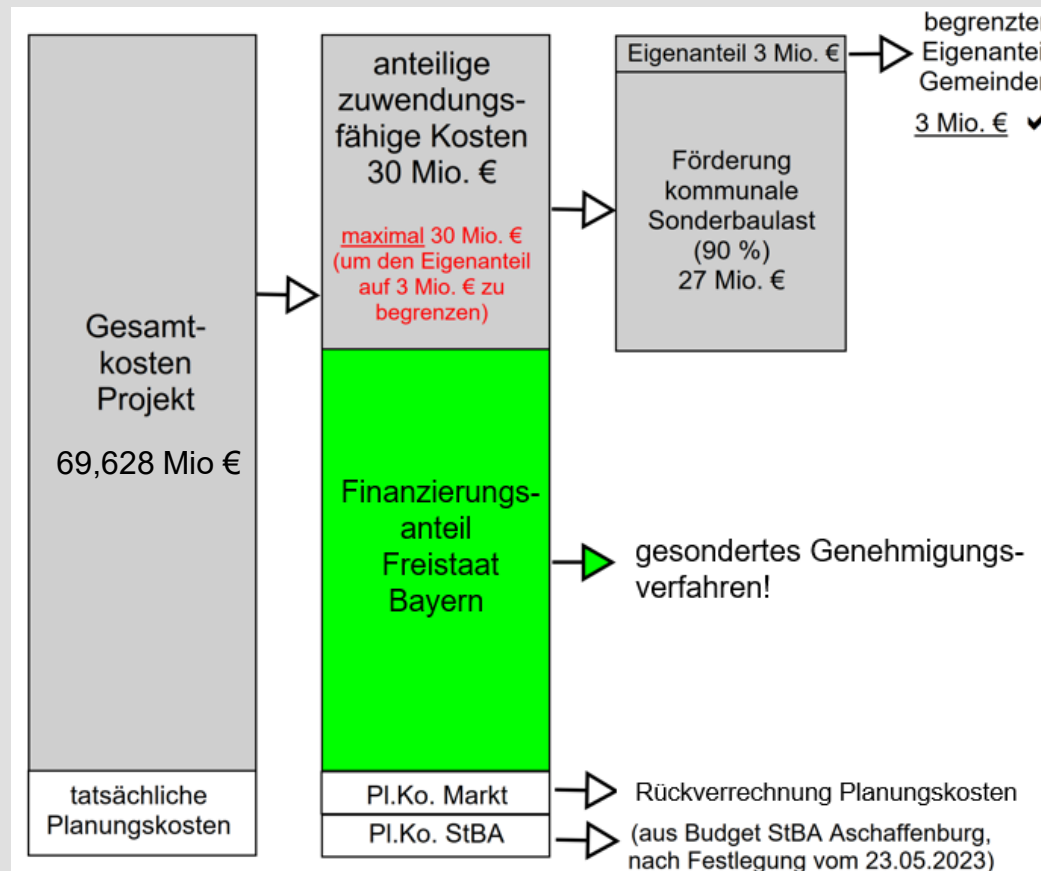 Gesamt-
kosten
Projekt
69,628 Mio €
tatsächliche
Planungskosten
anteilige
zuwendungs-
fähige Kosten
30 Mio. €
maximal 30 Mio. €
(um den Eigenanteil
auf 3 Mio. € zu
begrenzen)
Finanzierungs-
anteil
Freistaat
Bayern
Pl.Ko. Markt
Pl.Ko. StBA
Eigenanteil 3 Mio. €
Förderung
kommunale
Sonderbaulast
(90 %)
27 Mio. €
begrenzter
Eigenanteil
Gemeinden
3 Mio. € ✔
gesondertes Genehmigungs-
verfahren!
Rückverrechnung Planungskosten
(aus Budget StBA Aschaffenburg,
nach Festlegung vom 23.05.2023)